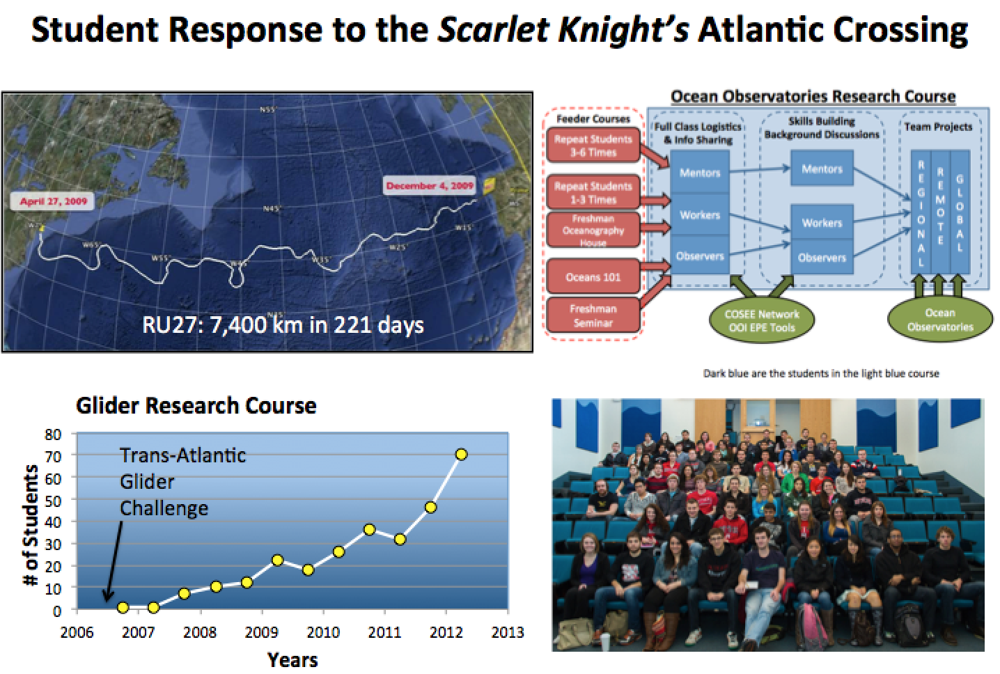 Student Response to the Scarlet Knight's Atlantic Crossing
N55°
April 27, 2009
December 4, 2009
N45°
W65°
W55°
W45°
W35°
W25°
W15°
RU27: 7,400 km in 221 days
Ocean Observatories Research Course
Feeder Courses
Repeat Students
3-6 Times
Repeat Students
1-3 Times
Freshman
Oceanography
House
Oceans 101
Freshman
Seminar
Full Class Logistics
& Info Sharing
Mentors
Workers
Observers
Skills Building
Background Discussions
Mentors
Workers
Observers
Team Projects
REGIONAL
REMOTE
GLOBAL
COSEE Network
OOI EPE Tools
Ocean
Observatories
Dark blue are the students in the light blue course
Glider Research Course
# of Students
80
70
60
50
40
30
20
10
0
Trans-Atlantic
Glider
Challenge
2006 2007 2008 2009 2010 2011 2012 2013
Years